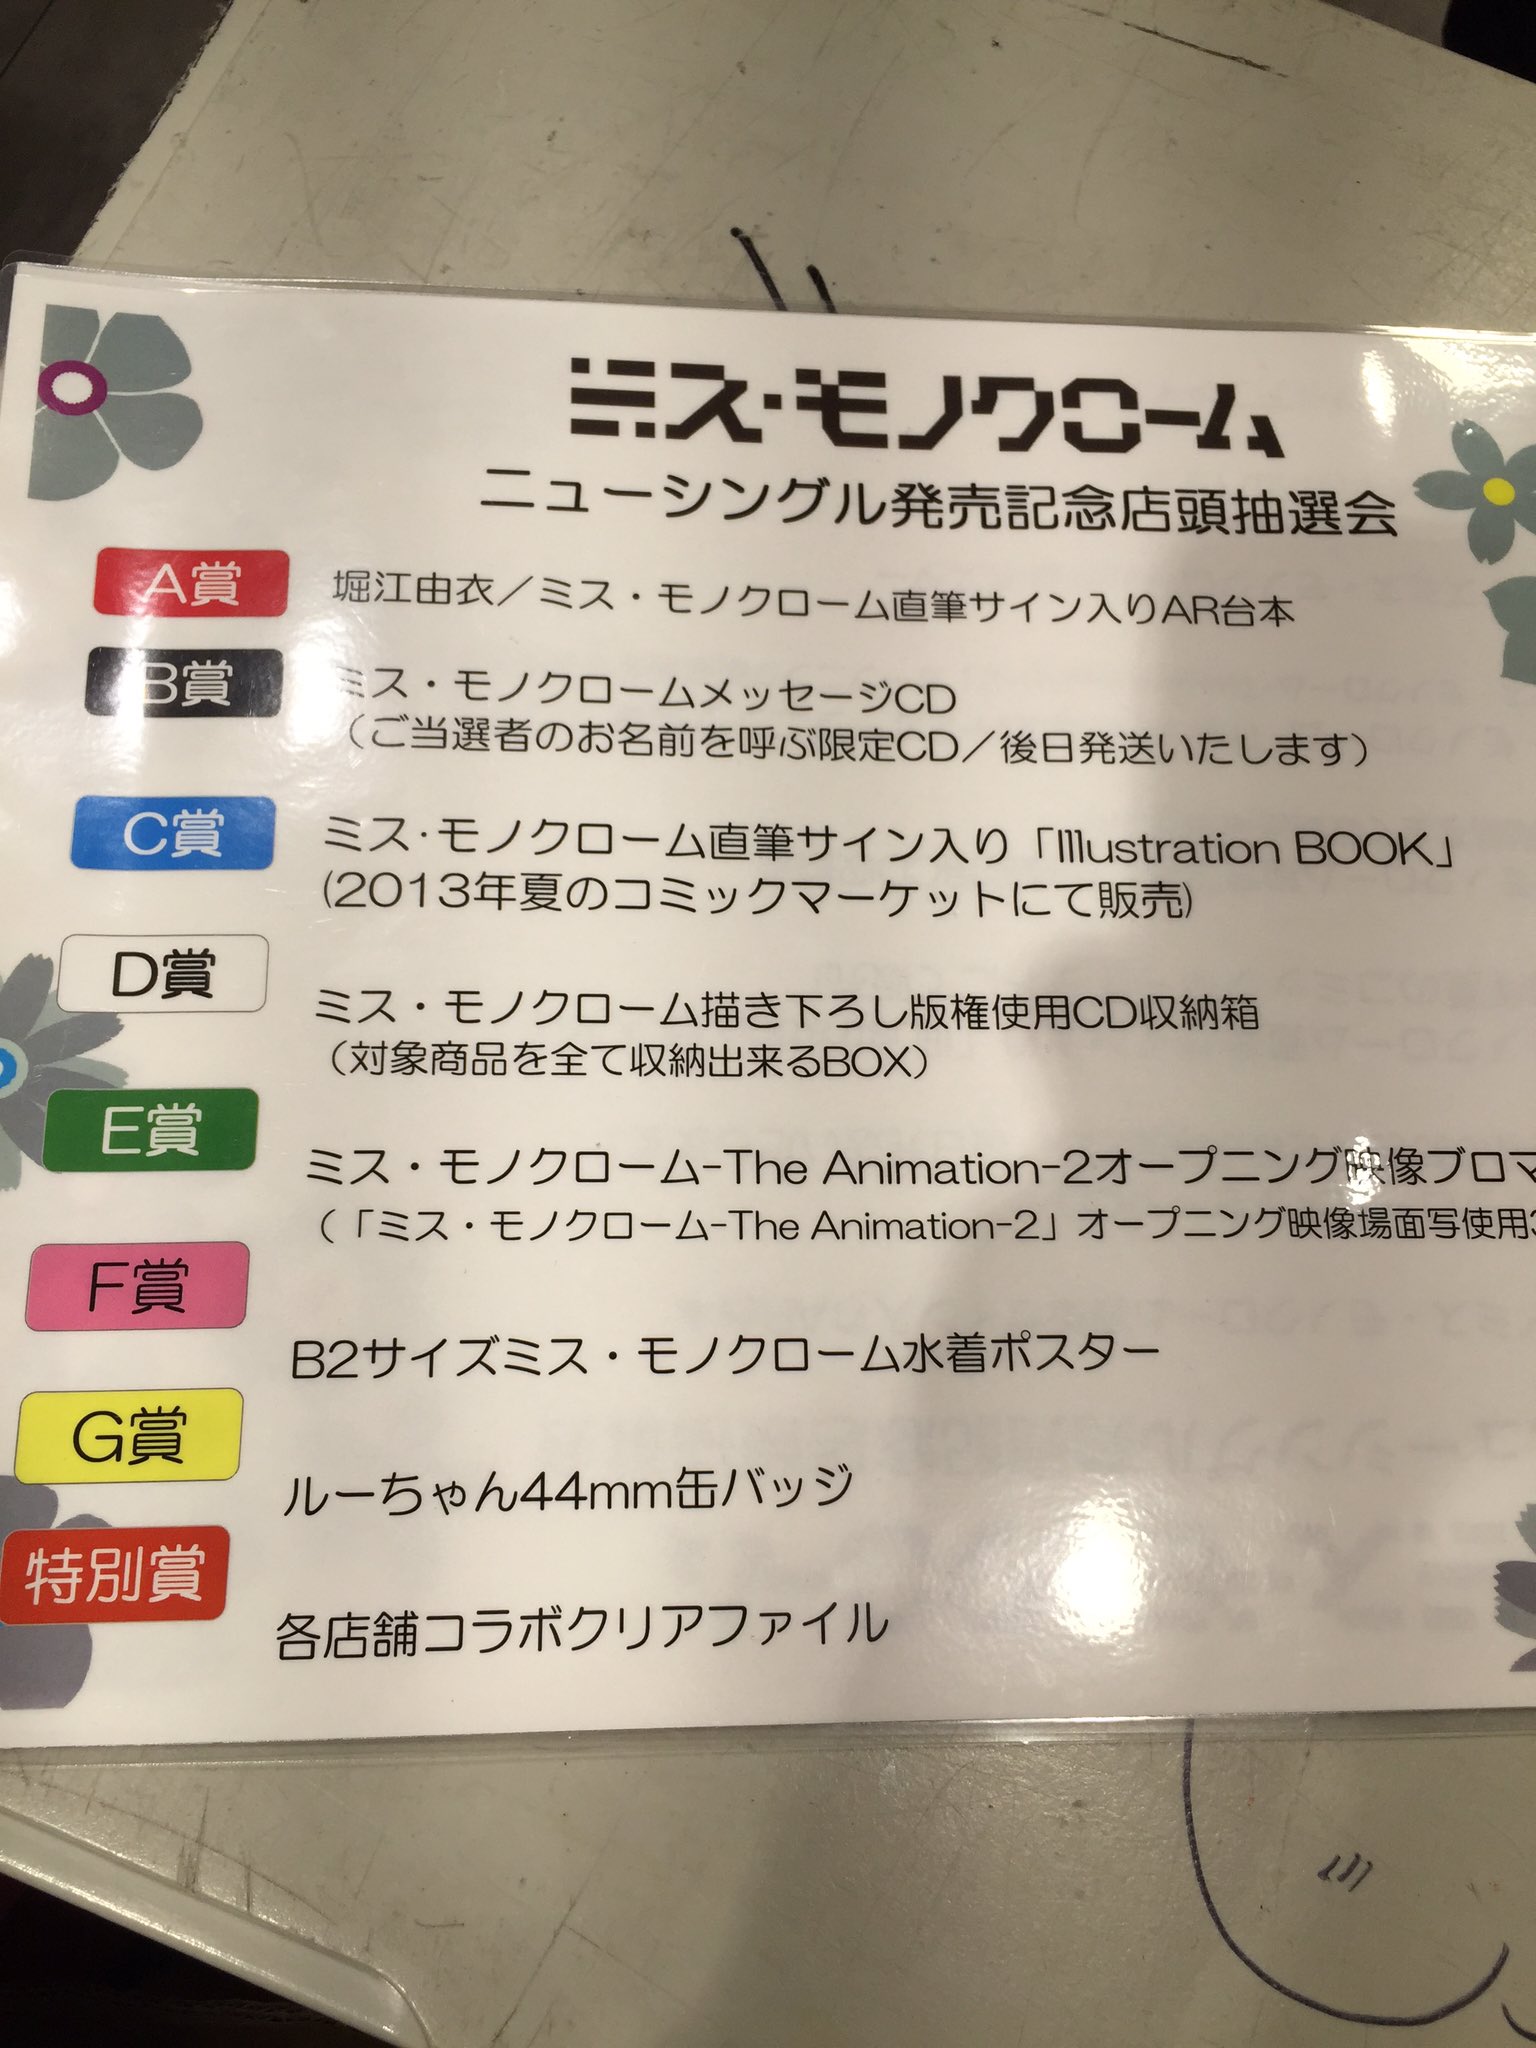 ミス・モノクローム
ニューシングル発売記念店頭抽選会
A賞 堀江由衣／ミス・モノクローム直筆サイン入りAR台本
B賞 ミス・モノクロームメッセージCD
（ご当選者のお名前を呼ぶ限定CD／後日発送いたします）
C賞 ミス・モノクローム直筆サイン入り「Illustration BOOK」
(2013年夏のコミックマーケットにて販売)
D賞 ミス・モノクローム描き下ろし版権使用CD収納箱
（対象商品を全て収納出来るBOX）
E賞 ミス・モノクローム-The Animation-2オープニング映像ブロマ
（「ミス・モノクローム-The Animation-2」オープニング映像場面写使用
F賞 B2サイズミス・モノクローム水着ポスター
G賞 ルーちゃん44mm缶バッジ
特別賞 各店舗コラボクリアファイル